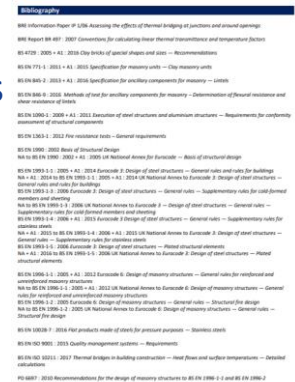 Bibliography
BRE Information Paper IP 1/06 Assessing the effects of thermal bridging at junctions and around openings
BRE Report BR 497 : 2007 Conventions for calculating linear thermal transmittance and temperature factors
BS 4729 : 2005 + A1 : 2016 Clay bricks of special shapes and sizes — Recommendations
BS EN 771-1 : 2011 + A1 : 2015 Specification for masonry units — Clay masonry units
BS EN 845-2 : 2013 + A1 : 2016 Specification for ancillary components for masonry — Lintels
BS EN 846-9 : 2016 Methods of test for ancillary components for masonry — Determination of flexural resistance and
shear resistance of lintels
BS EN 1090-1 : 2009 + A1 : 2011 Execution of steel structures and aluminium structures — Requirements for conformity
assessment of structural components
BS EN 1363-1 : 2012 Fire resistance tests — General requirements
BS EN 1990 : 2002 Basis of Structural Design
NA to BS EN 1990 : 2002 + A1 : 2005 UK National Annex for Eurocode — Basis of structural design
BS EN 1993-1-1 : 2005 + A1 : 2014 Eurocode 3: Design of steel structures — General rules and rules for buildings
NA + A1 : 2014 to BS EN 1993-1-1 : 2005 + A1 : 2014 UK National Annex to Eurocode 3: Design of steel structures —
General rules and rules for buildings
BS EN 1993-1-3 : 2006 Eurocode 3: Design of steel structures — General — Supplementary rules for cold-formed
members and sheeting
NA to BS EN 1993-1-3 : 2006 UK National Annex to Eurocode 3 — Design of steel structures — General rules —
Supplementary rules for cold-formed members and sheeting
BS EN 1993-1-4 : 2006 + A1 : 2015 Eurocode 3: Design of steel structures — General — Supplementary rules for
stainless steels
NA + A1 : 2015 to BS EN 1993-1-4 : 2006 + A1 : 2015 UK National Annex to Eurocode 3: Design of steel structures —
General rules — Supplementary rules for stainless steels
BS EN 1993-1-5 : 2006 Eurocode 3: Design of steel structures — Plated structural elements
NA + A1 : 2016 to BS EN 1993-1-5 : 2006 UK National Annex to Eurocode 3: Design of steel structures — Plated
structural elements
BS EN 1996-1-1 : 2005 + A1 : 2012 Eurocode 6: Design of masonry structures — General rules for reinforced and
unreinforced masonry structures
NA to BS EN 1996-1-1 : 2005 + A1 : 2012 UK National Annex to Eurocode 6: Design of masonry structures — General
rules for reinforced and unreinforced masonry structures
BS EN 1996-1-2 : 2005 Eurocode 6: Design of masonry structures — General rules — Structural fire design
NA to BS EN 1996-1-2 : 2005 UK National Annex to Eurocode 6: Design of masonry structures — General rules —
Structural fire design
BS EN 10028-7 : 2016 Flat products made of steels for pressure purposes — Stainless steels
BS EN ISO 9001 : 2015 Quality management systems — Requirements
BS EN ISO 10211 : 2017 Thermal bridges in building construction — Heat flows and surface temperatures — Detailed
calculations
PD 6697 : 2010 Recommendations for the design of masonry structures to BS EN 1996-1-1 and BS EN 1996-2